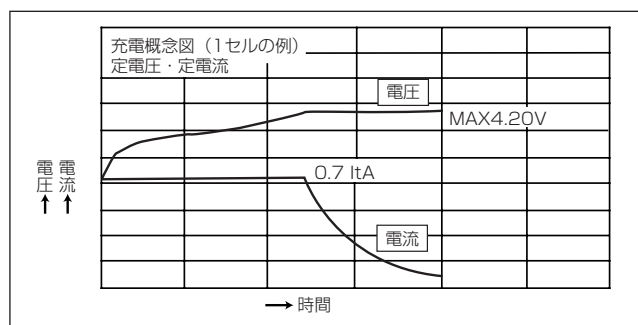 充電概念図（1セルの例）
定電圧・定電流
電圧
MAX4.20V
0.7 ItA
電圧
電流
電流
時間